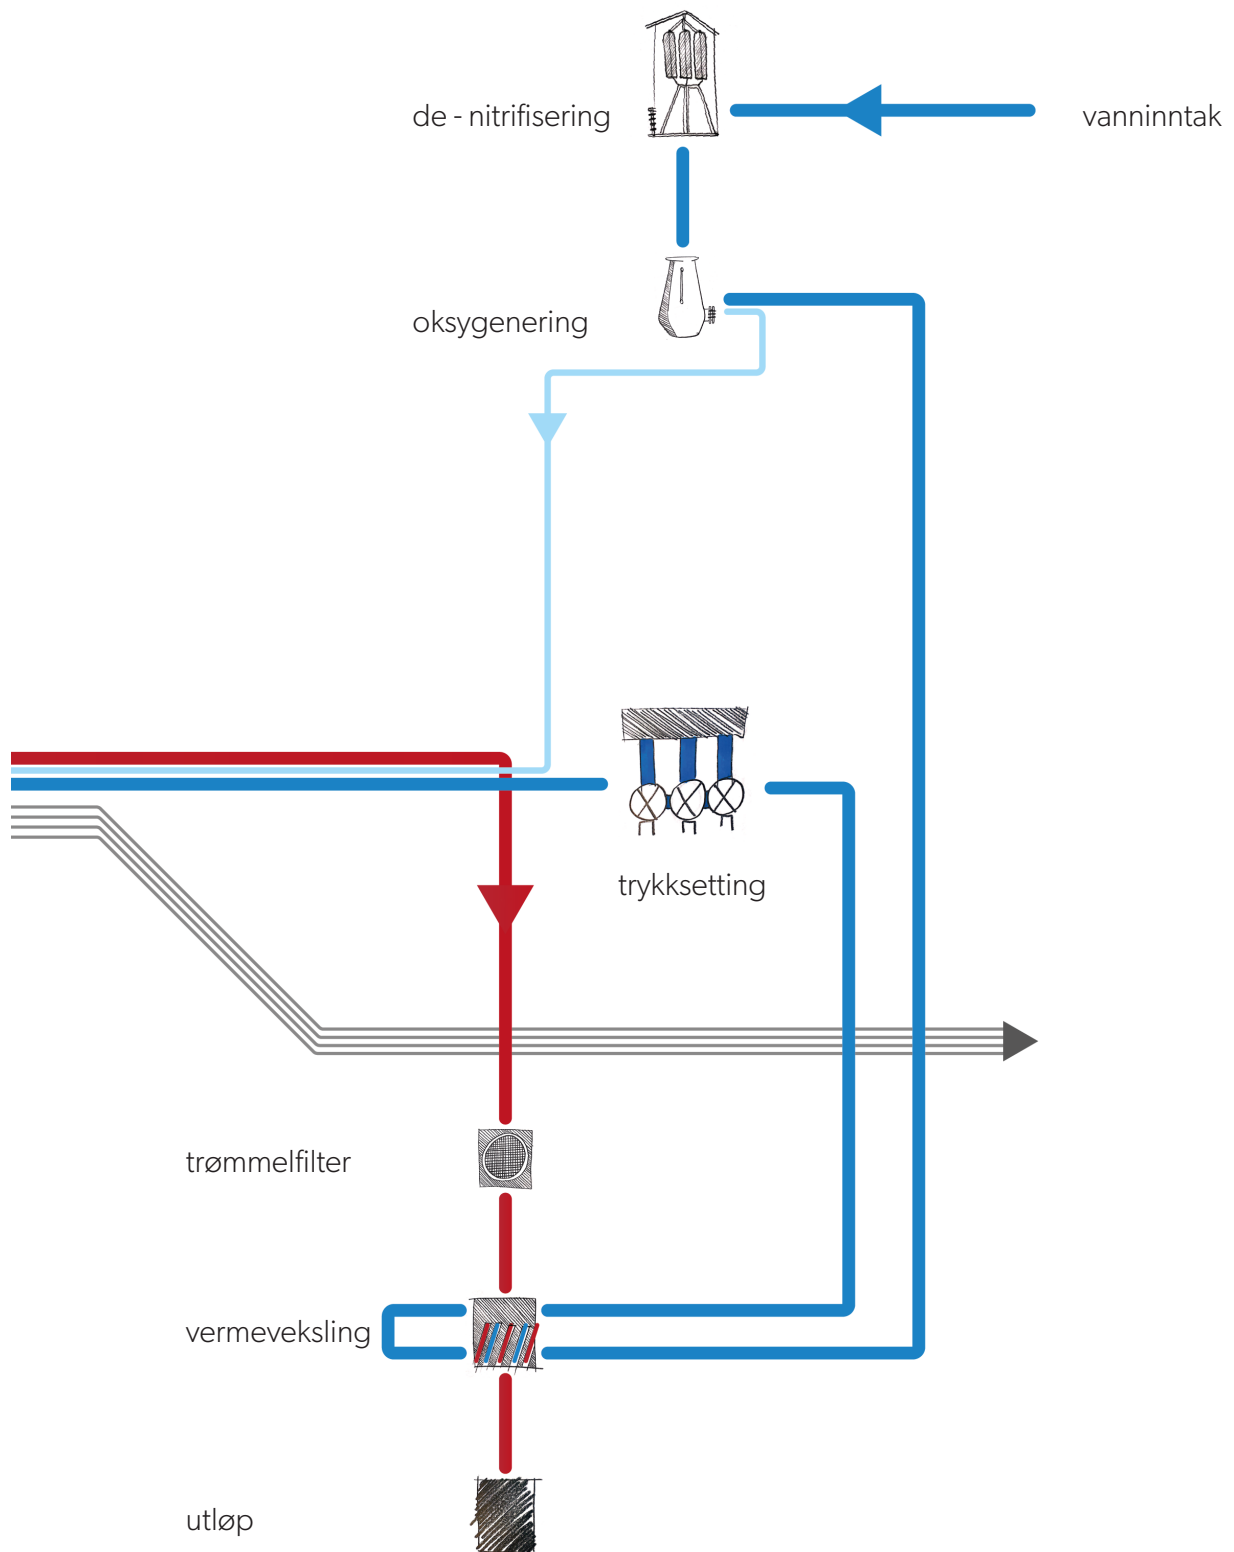 de - nitrifisering
vanninntak
oksygenering
trykksetting
trømmelfilter
vermeveksling
utløp